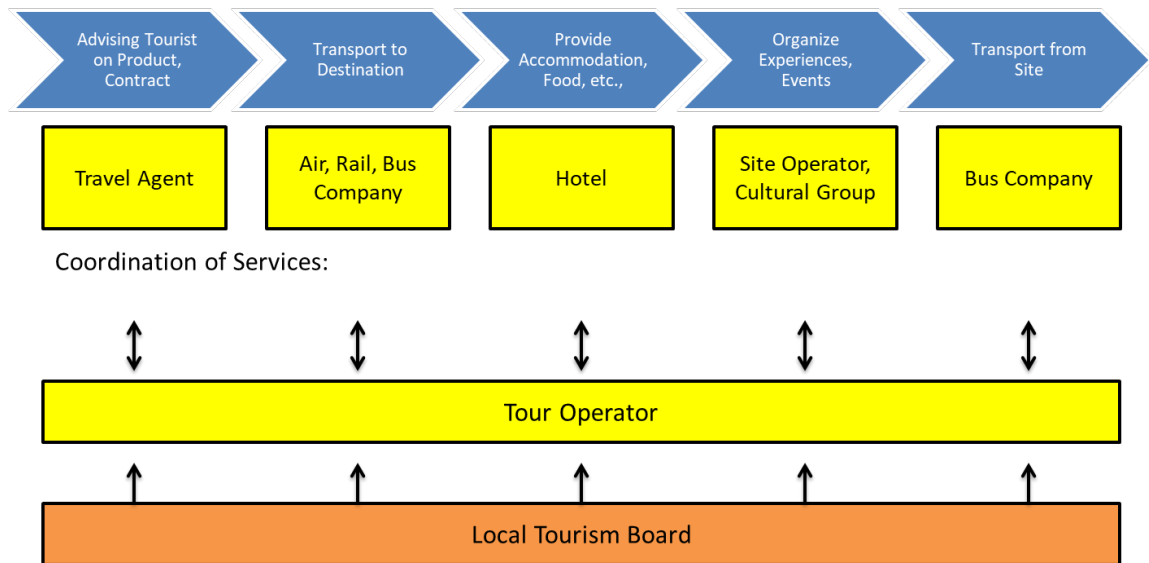 Advising Tourist
on Product,
Contract
Transport to
Destination
Provide
Accommodation,
Food, etc.,
Organize
Experiences,
Events
Transport from
Site
Travel Agent
Air, Rail, Bus
Company
Hotel
Site Operator,
Cultural Group
Bus Company
Coordination of Services:
Tour Operator
Local Tourism Board